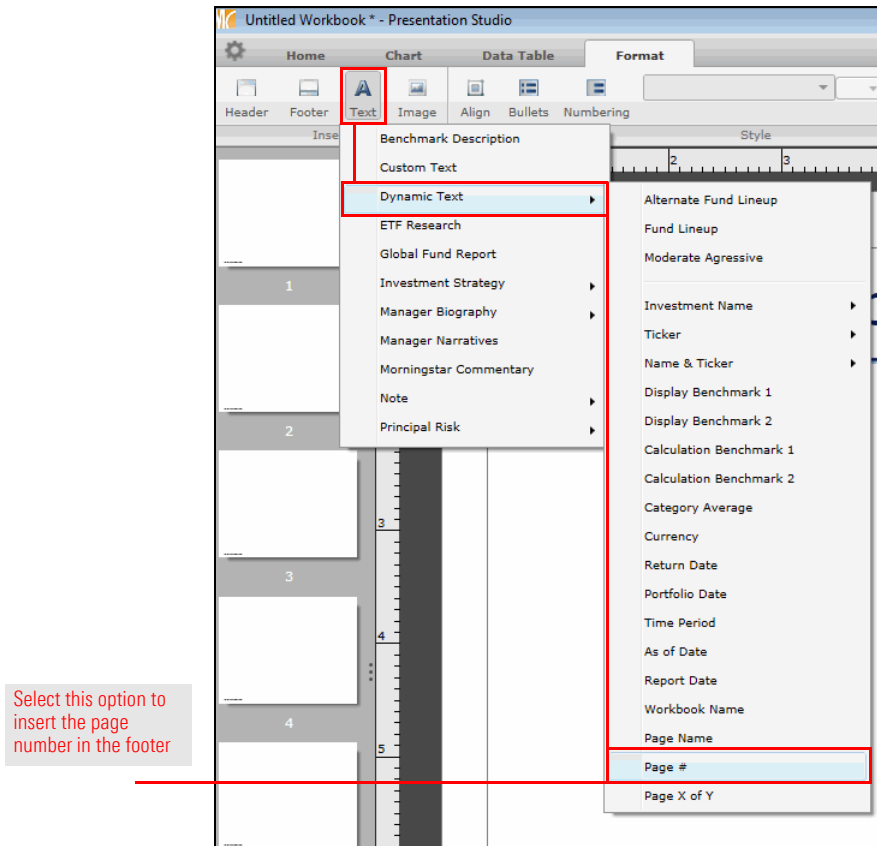 Untitled Workbook * - Presentation Studio
Home Chart Data Table Format
Header Footer Text Image Align Bullets Numbering
Inse Style
Benchmark Description
Custom Text
Dynamic Text
ETF Research
Global Fund Report
Investment Strategy
Manager Biography
Manager Narratives
Morningstar Commentary
Note
Principal Risk
2 3
Alternate Fund Lineup
Fund Lineup
Moderate Agressive
Investment Name
Ticker
Name & Ticker
Display Benchmark 1
Display Benchmark 2
Calculation Benchmark 1
Calculation Benchmark 2
Category Average
Currency
Return Date
Portfolio Date
Time Period
As of Date
Report Date
Workbook Name
Page Name
Page #
Page X of Y
1
2
3
4
3
4
5
Select this option to
insert the page
number in the footer